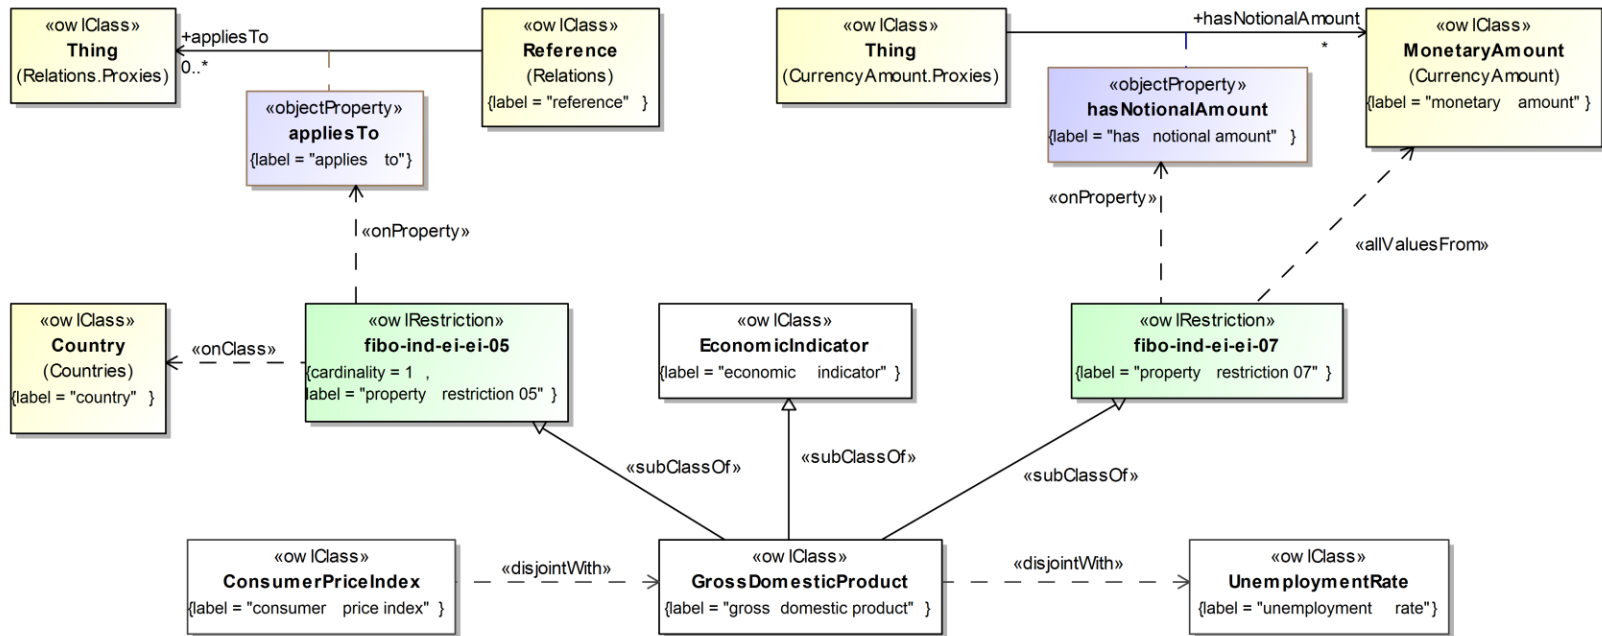 «owlClass»
Thing
(Relations.Proxies)
+appliesTo
0..*
«owlClass»
Reference
(Relations)
{label = "reference" }
«objectProperty»
appliesTo
{label = "applies to"}
«owlClass»
Thing
(CurrencyAmount.Proxies)
+hasNotionalAmount
*
«owlClass»
MonetaryAmount
(CurrencyAmount)
{label = "monetary amount" }
«objectProperty»
hasNotionalAmount
{label = "has notional amount" }
«onProperty»
«onProperty»
«allValuesFrom»
«owlClass»
Country
(Countries)
{label = "country" }
«onClass»
«owlRestriction»
fibo-ind-ei-ei-05
{cardinality = 1 ,
label = "property restriction 05" }
«owlClass»
EconomicIndicator
{label = "economic indicator" }
«owlRestriction»
fibo-ind-ei-ei-07
{label = "property restriction 07" }
«subClassOf»
«subClassOf»
«subClassOf»
«owlClass»
ConsumerPriceIndex
{label = "consumer price index" }
«disjointWith»
«owlClass»
GrossDomesticProduct
{label = "gross domestic product" }
«disjointWith»
«owlClass»
UnemploymentRate
{label = "unemployment rate"}